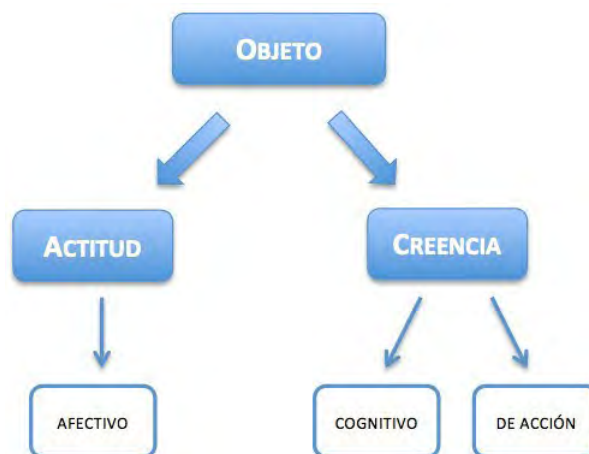 OBJETO
ACTITUD
CREENCIA
AFECTIVO
COGNITIVO
DE ACCIÓN